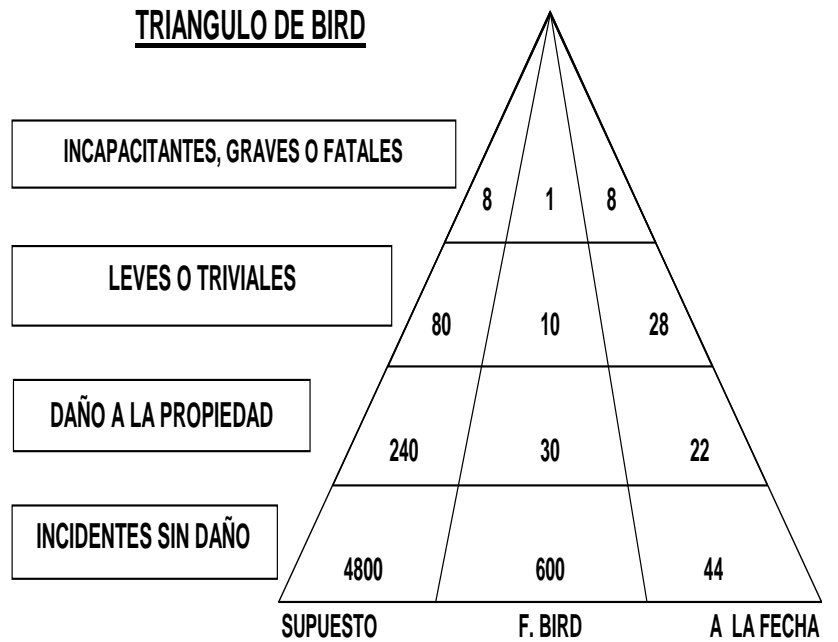 TRIANGULO DE BIRD
INCAPACITANTES, GRAVES O FATALES
8 1 8
LEVES O TRIVIALES
80 10 28
DAÑO A LA PROPIEDAD
240 30 22
INCIDENTES SIN DAÑO
4800 600 44
SUPUESTO F. BIRD A LA FECHA